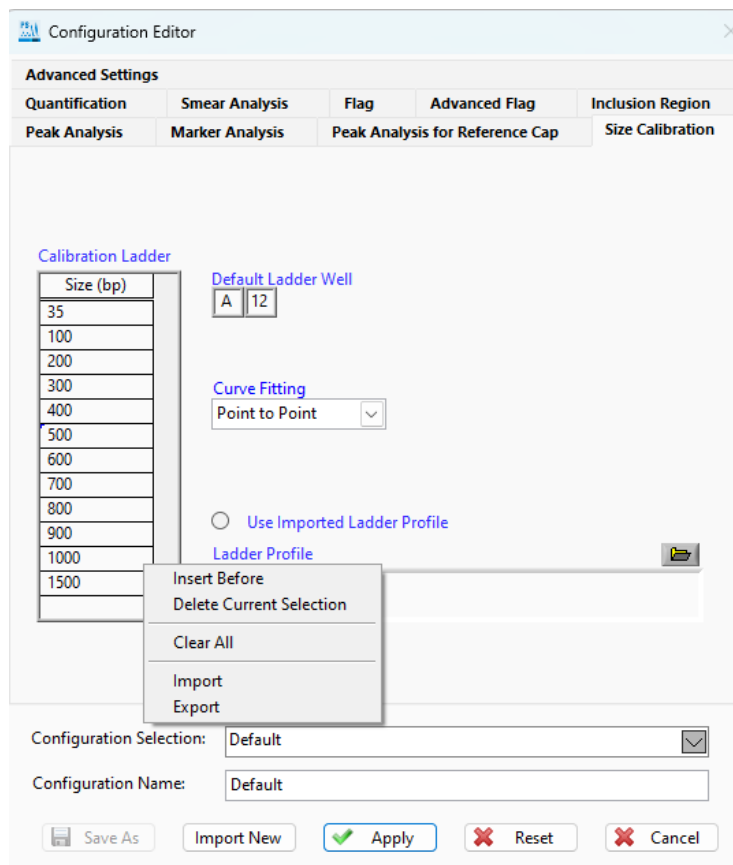 Configuration Editor
Advanced Settings
Quantification Smear Analysis Flag Advanced Flag Inclusion Region
Peak Analysis Marker Analysis Peak Analysis for Reference Cap Size Calibration
Calibration Ladder
Size (bp)
35
100
200
300
400
500
600
700
800
900
1000
1500
Default Ladder Well
A 12
Curve Fitting
Point to Point
Use Imported Ladder Profile
Ladder Profile
Insert Before
Delete Current Selection
Clear All
Import
Export
Configuration Selection: Default
Configuration Name: Default
Save As Import New Apply Reset Cancel